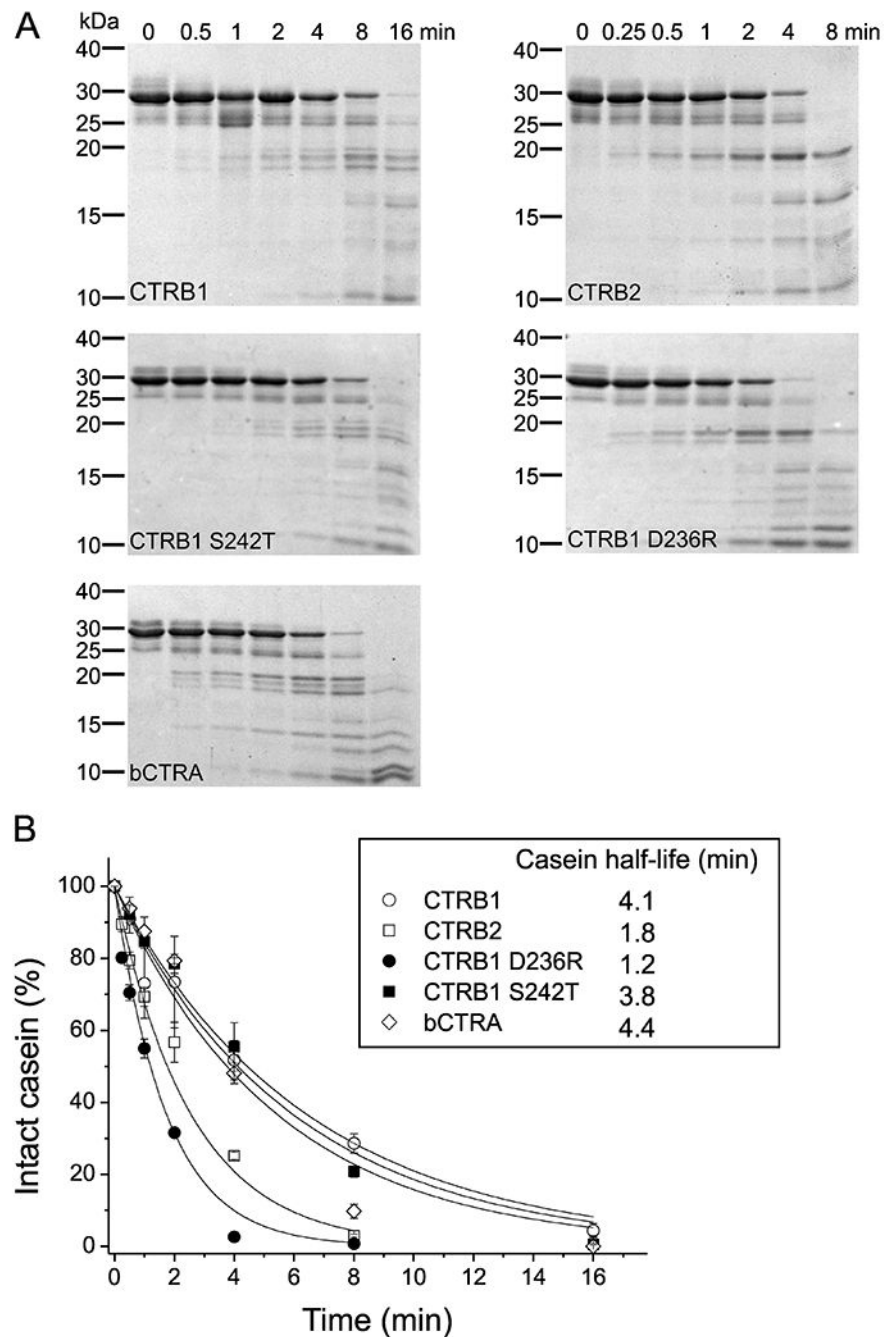 A
kDa 0 0.5 1 2 4 8 16 min
40
30
25
20
15
10
CTRB1
0 0.25 0.5 1 2 4 8 min
40
30
25
20
15
10
CTRB2
40
30
25
20
15
10
CTRB1 S242T
40
30
25
20
15
10
CTRB1 D236R
40
30
25
20
15
10
bCTRA
B
Casein half-life (min)
CTRB1 4.1
CTRB2 1.8
CTRB1 D236R 1.2
CTRB1 S242T 3.8
bCTRA 4.4
Intact casein (%)
100
80
60
40
20
0
0 2 4 6 8 10 12 14 16
Time (min)